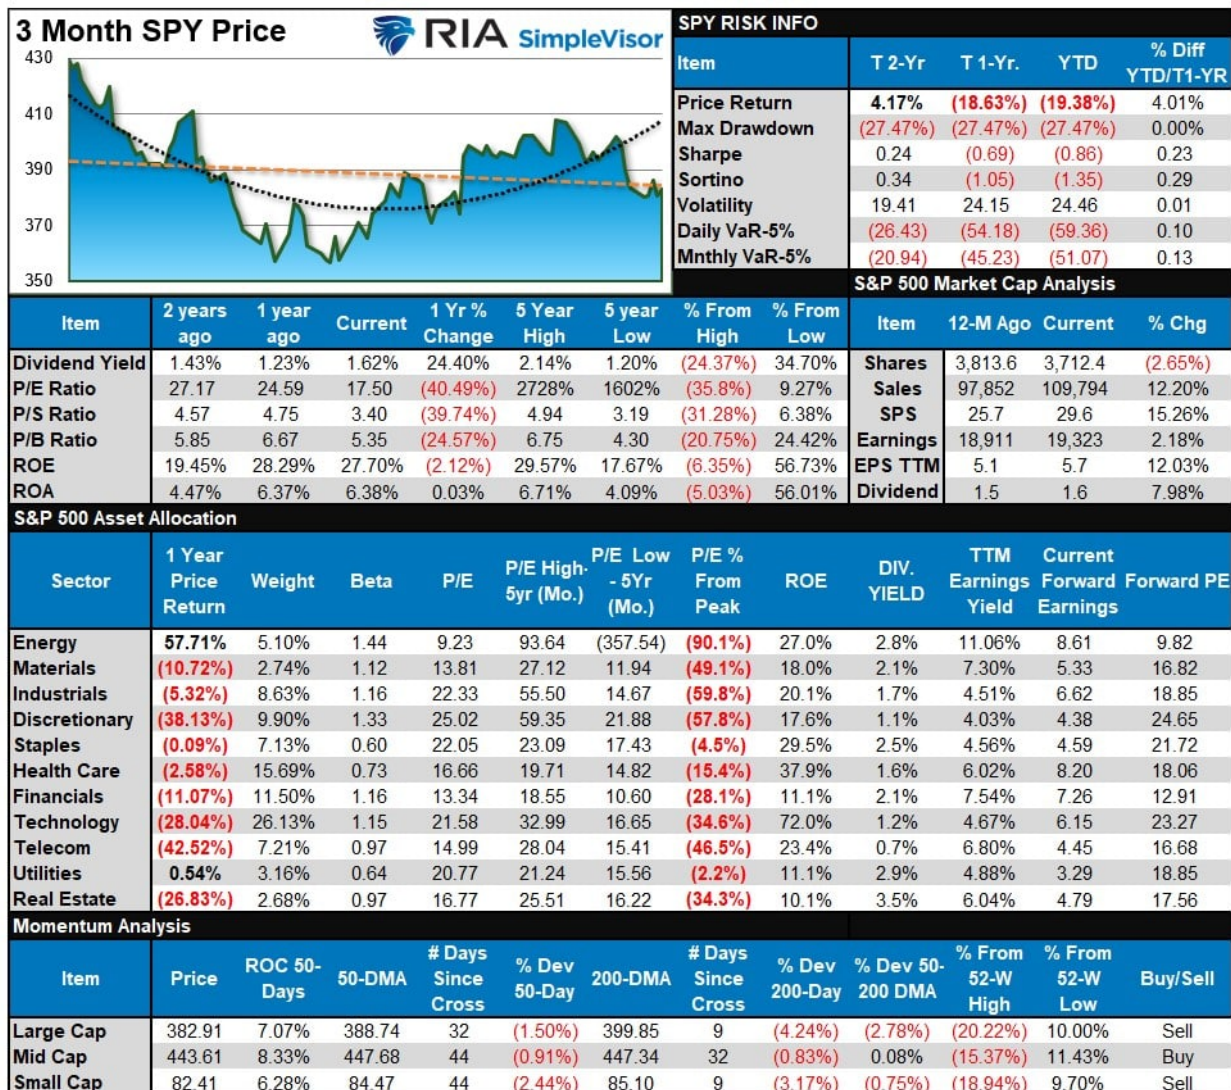 3 Month SPY Price
RIA SimpleVisor
430
410
390
370
350
SPY RISK INFO
Item T 2-Yr T 1-Yr. YTD % Diff YTD/T1-YR
Price Return 4.17% (18.63%) (19.38%) 4.01%
Max Drawdown (27.47%) (27.47%) (27.47%) 0.00%
Sharpe 0.24 (0.69) (0.86) 0.23
Sortino 0.34 (1.05) (1.35) 0.29
Volatility 19.41 24.15 24.46 0.01
Daily VaR-5% (26.43) (54.18) (59.36) 0.10
Mnthly VaR-5% (20.94) (45.23) (51.07) 0.13
S&P 500 Market Cap Analysis
Item 2 years ago 1 year ago Current 1 Yr % Change 5 Year High 5 year Low % From High % From Low
Dividend Yield 1.43% 1.23% 1.62% 24.40% 2.14% 1.20% (24.37%) 34.70%
P/E Ratio 27.17 24.59 17.50 (40.49%) 2728% 1602% (35.8%) 9.27%
P/S Ratio 4.57 4.75 3.40 (39.74%) 4.94 3.19 (31.28%) 6.38%
P/B Ratio 5.85 6.67 5.35 (24.57%) 6.75 4.30 (20.75%) 24.42%
ROE 19.45% 28.29% 27.70% (2.12%) 29.57% 17.67% (6.35%) 56.73%
ROA 4.47% 6.37% 6.38% 0.03% 6.71% 4.09% (5.03%) 56.01%
Item 12-M Ago Current % Chg
Shares 3,813.6 3,712.4 (2.65%)
Sales 97,852 109,794 12.20%
SPS 25.7 29.6 15.26%
Earnings 18,911 19,323 2.18%
EPS TTM 5.1 5.7 12.03%
Dividend 1.5 1.6 7.98%
S&P 500 Asset Allocation
Sector 1 Year Price Return Weight Beta P/E P/E High-5yr (Mo.) P/E Low - 5Yr (Mo.) P/E % From Peak ROE DIV. YIELD TTM Earnings Yield Current Forward Earnings Forward PE
Energy 57.71% 5.10% 1.44 9.23 93.64 (357.54) (90.1%) 27.0% 2.8% 11.06% 8.61 9.82
Materials (10.72%) 2.74% 1.12 13.81 27.12 11.94 (49.1%) 18.0% 2.1% 7.30% 5.33 16.82
Industrials (5.32%) 8.63% 1.16 22.33 55.50 14.67 (59.8%) 20.1% 1.7% 4.51% 6.62 18.85
Discretionary (38.13%) 9.90% 1.33 25.02 59.35 21.88 (57.8%) 17.6% 1.1% 4.03% 4.38 24.65
Staples (0.09%) 7.13% 0.60 22.05 23.09 17.43 (4.5%) 29.5% 2.5% 4.56% 4.59 21.72
Health Care (2.58%) 15.69% 0.73 16.66 19.71 14.82 (15.4%) 37.9% 1.6% 6.02% 8.20 18.06
Financials (11.07%) 11.50% 1.16 13.34 18.55 10.60 (28.1%) 11.1% 2.1% 7.54% 7.26 12.91
Technology (28.04%) 26.13% 1.15 21.58 32.99 16.65 (34.6%) 72.0% 1.2% 4.67% 6.15 23.27
Telecom (42.52%) 7.21% 0.97 14.99 28.04 15.41 (46.5%) 23.4% 0.7% 6.80% 4.45 16.68
Utilities 0.54% 3.16% 0.64 20.77 21.24 15.56 (2.2%) 11.1% 2.9% 4.88% 3.29 18.85
Real Estate (26.83%) 2.68% 0.97 16.77 25.51 16.22 (34.3%) 10.1% 3.5% 6.04% 4.79 17.56
Momentum Analysis
Item Price ROC 50-Days 50-DMA # Days Since Cross % Dev 50-Day 200-DMA # Days Since Cross % Dev 200-Day % Dev 50-200 DMA % From 52-W High % From 52-W Low Buy/Sell
Large Cap 382.91 7.07% 388.74 32 (1.50%) 399.85 9 (4.24%) (2.78%) (20.22%) 10.00% Sell
Mid Cap 443.61 8.33% 447.68 44 (0.91%) 447.34 32 (0.83%) 0.08% (15.37%) 11.43% Buy
Small Cap 82.41 6.28% 84.47 44 (2.44%) 85.10 9 (3.17%) (0.75%) (18.94%) 9.70% Sell